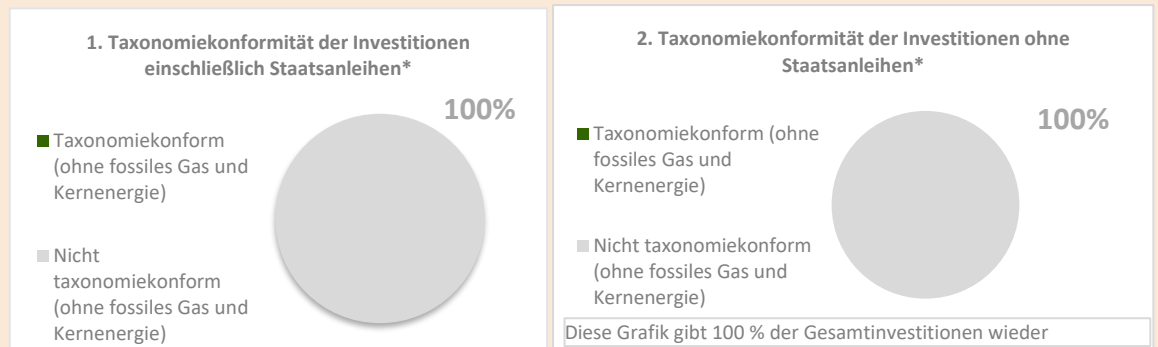 1. Taxonomiekonformität der Investitionen
einschließlich Staatsanleihen*
100%
Taxonomiekonform
(ohne fossiles Gas und
Kernenergie)
Nicht
taxonomiekonform
(ohne fossiles Gas und
Kernenergie)
2. Taxonomiekonformität der Investitionen ohne
Staatsanleihen*
100%
Taxonomiekonform (ohne
fossiles Gas und
Kernenergie)
Nicht taxonomiekonform
(ohne fossiles Gas und
Kernenergie)
Diese Grafik gibt 100 % der Gesamtinvestitionen wieder